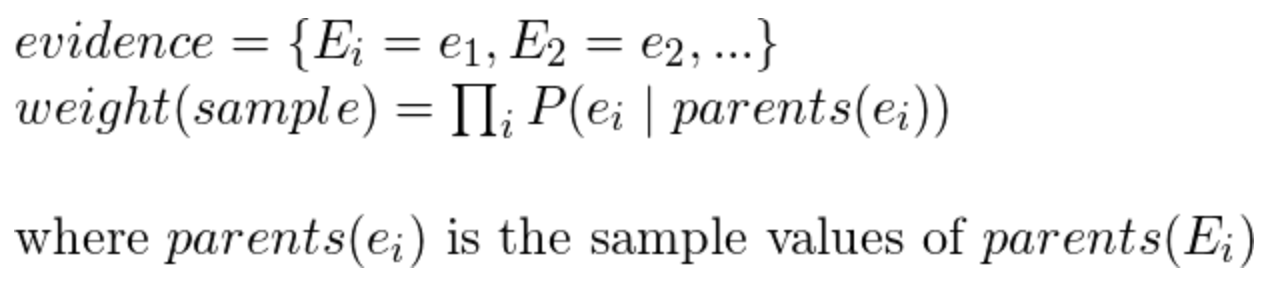 evidence = {E_i = e_1, E_2 = e_2, ...}
weight(sample) = ∏_i P(e_i | parents(e_i))
where parents(e_i) is the sample values of parents(E_i)